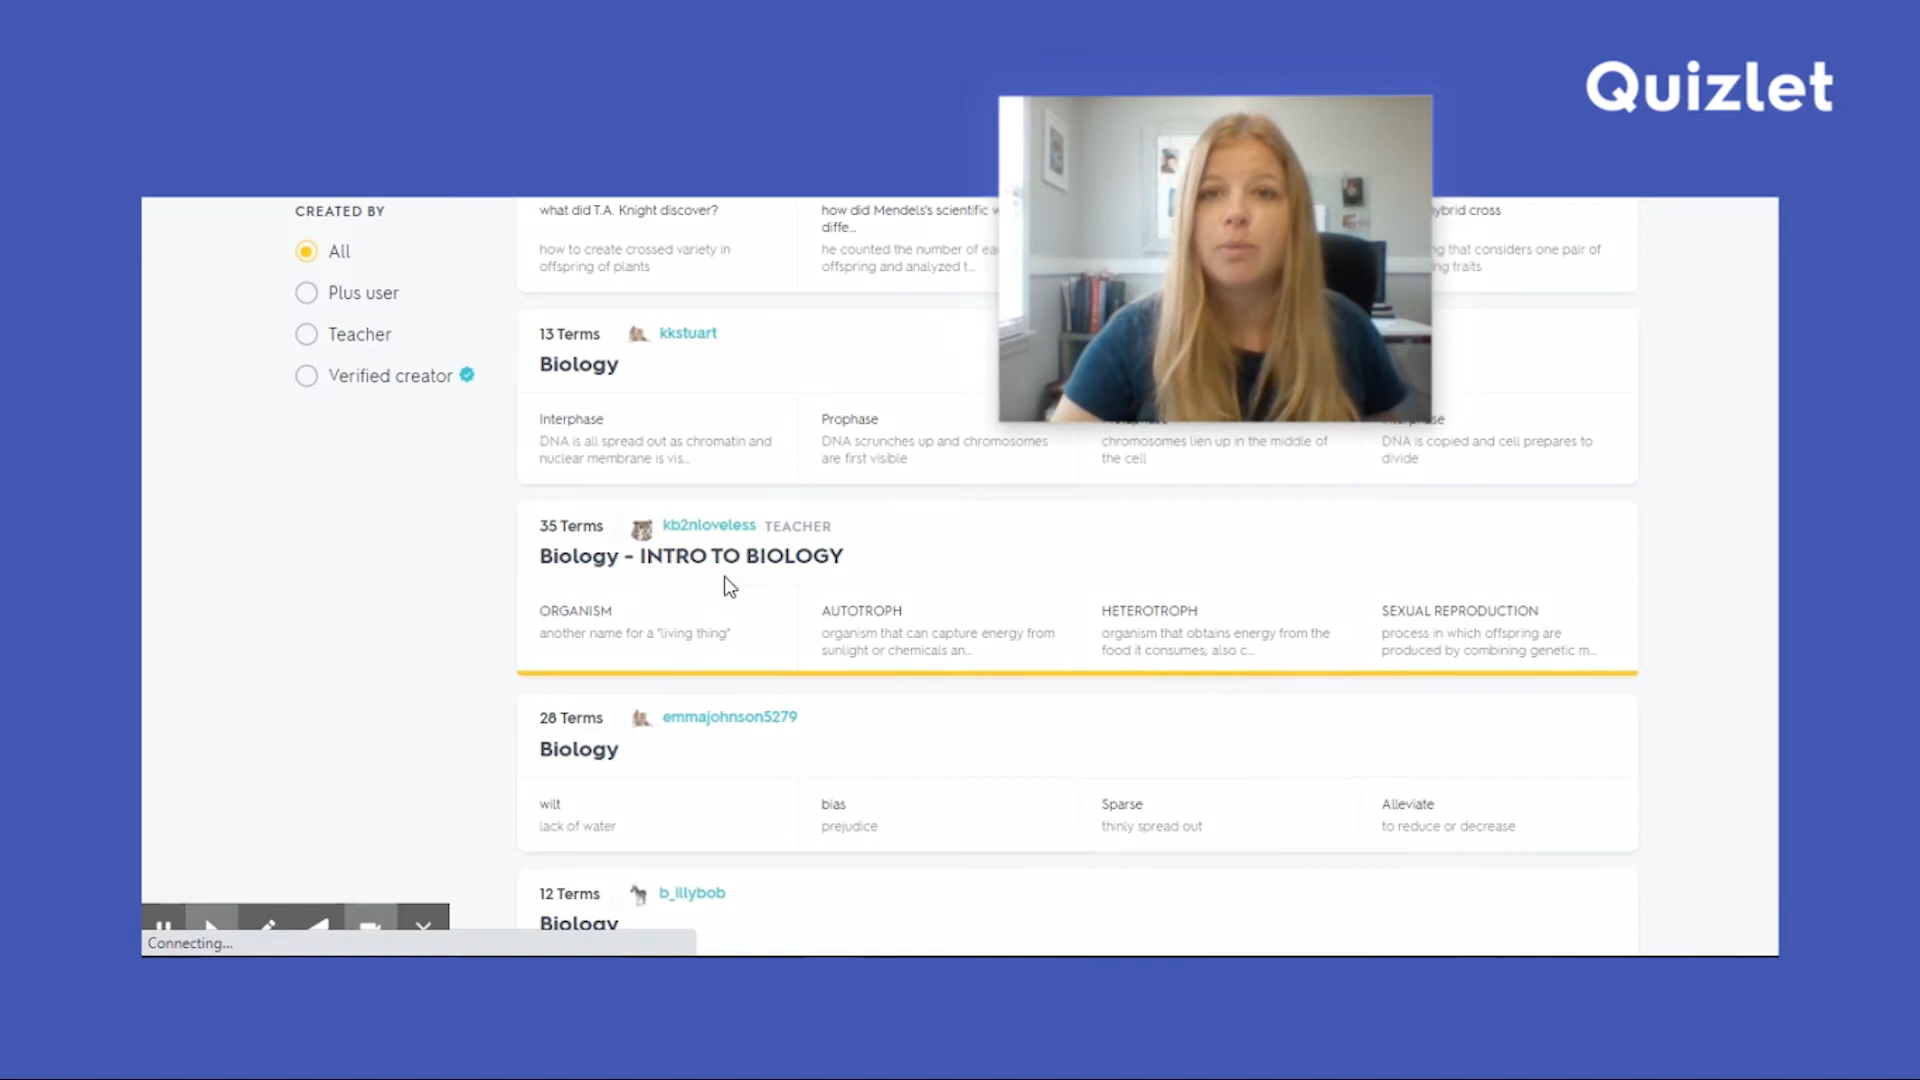 Quizlet
CREATED BY
All
Plus user
Teacher
Verified creator
what did T.A. Knight discover?
how to create crossed variety in
offspring of plants
how did Mendels's scientific
diffe...
he counted the number of
offspring and analyzed t...
cross
that considers one pair of
traits
13 Terms kkstuart
Biology
Interphase
DNA is all spread out as chromatin and
nuclear membrane is vis...
Prophase
DNA scrunches up and chromosomes
are first visible
chromosomes lien up in the middle of
the cell
DNA is copied and cell prepares to
divide
35 Terms kb2nloveless TEACHER
Biology - INTRO TO BIOLOGY
ORGANISM
another name for a "living thing"
AUTOTROPH
organism that can capture energy from
sunlight or chemicals an...
HETEROTROPH
organism that obtains energy from the
food it consumes; also c...
SEXUAL REPRODUCTION
process in which offspring are
produced by combining genetic m...
28 Terms emmajohnson5279
Biology
wilt
lack of water
bias
prejudice
Sparse
thinly spread out
Alleviate
to reduce or decrease
12 Terms b_illybob
Biology
Connecting...